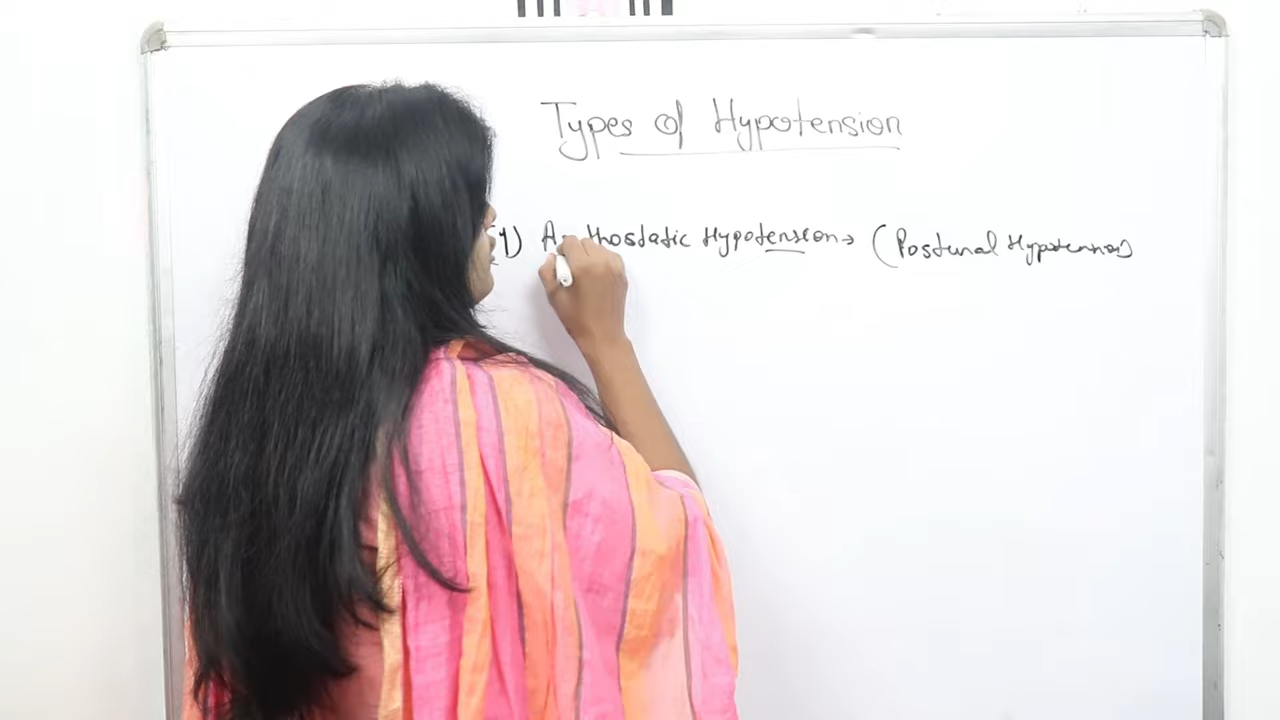 Types of Hypotension
1) thostatic Hypotension → (Postural Hypotension)